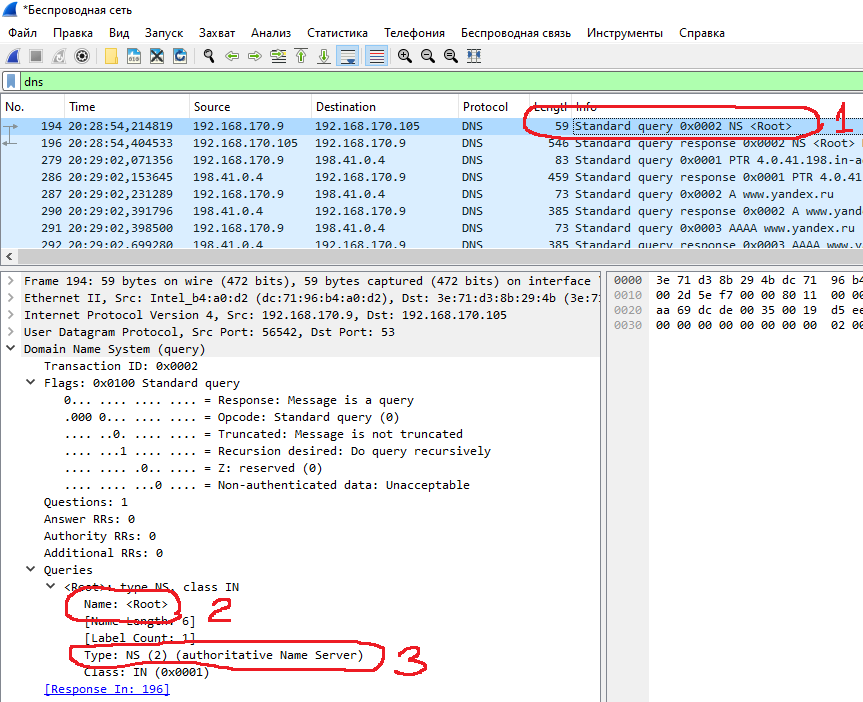 *Беспроводная сеть
Файл Правка Вид Запуск Захват Анализ Статистика Телефония Беспроводная связь Инструменты Справка
dns
No. Time Source Destination Protocol Length Info
194 20:28:54,214819 192.168.170.9 192.168.170.105 DNS 59 Standard query 0x0002 NS <Root>
1
196 20:28:54,404533 192.168.170.105 192.168.170.9 DNS 546 Standard query response 0x0002 NS <Root>
279 20:29:02,071356 192.168.170.9 198.41.0.4 DNS 83 Standard query 0x0001 PTR 4.0.41.198.in-a
286 20:29:02,153645 198.41.0.4 192.168.170.9 DNS 459 Standard query response 0x0001 PTR 4.0.41
287 20:29:02,231289 192.168.170.9 198.41.0.4 DNS 73 Standard query 0x0002 A www.yandex.ru
290 20:29:02,391796 198.41.0.4 192.168.170.9 DNS 385 Standard query response 0x0002 A www.yand
291 20:29:02,398500 192.168.170.9 198.41.0.4 DNS 73 Standard query 0x0003 AAAA www.yandex.ru
292 20:29:02,699280 198.41.0.4 192.168.170.9 DNS 385 Standard query response 0x0003 AAAA www.y
Frame 194: 59 bytes on wire (472 bits), 59 bytes captured (472 bits) on interface
Ethernet II, Src: Intel_b4:a0:d2 (dc:71:96:b4:a0:d2), Dst: 3e:71:d3:8b:29:4b (3e:7
Internet Protocol Version 4, Src: 192.168.170.9, Dst: 192.168.170.105
User Datagram Protocol, Src Port: 56542, Dst Port: 53
Domain Name System (query)
Transaction ID: 0x0002
Flags: 0x0100 Standard query
0... .... .... .... = Response: Message is a query
.000 0... .... .... = Opcode: Standard query (0)
.... ..0. .... .... = Truncated: Message is not truncated
.... ...1 .... .... = Recursion desired: Do query recursively
.... .... .0.. .... = Z: reserved (0)
.... .... ...0 .... = Non-authenticated data: Unacceptable
Questions: 1
Answer RRs: 0
Authority RRs: 0
Additional RRs: 0
Queries
<Root>: type NS, class IN
Name: <Root>
2
[Name Length: 6]
[Label Count: 1]
Type: NS (2) (authoritative Name Server)
3
Class: IN (0x0001)
[Response In: 196]
0000 3e 71 d3 8b 29 4b dc 71 96 b4
0010 00 2d 5e f7 00 00 80 11 00 00
0020 aa 69 dc de 00 35 00 19 d5 ee
0030 00 00 00 00 00 00 00 00 02 00